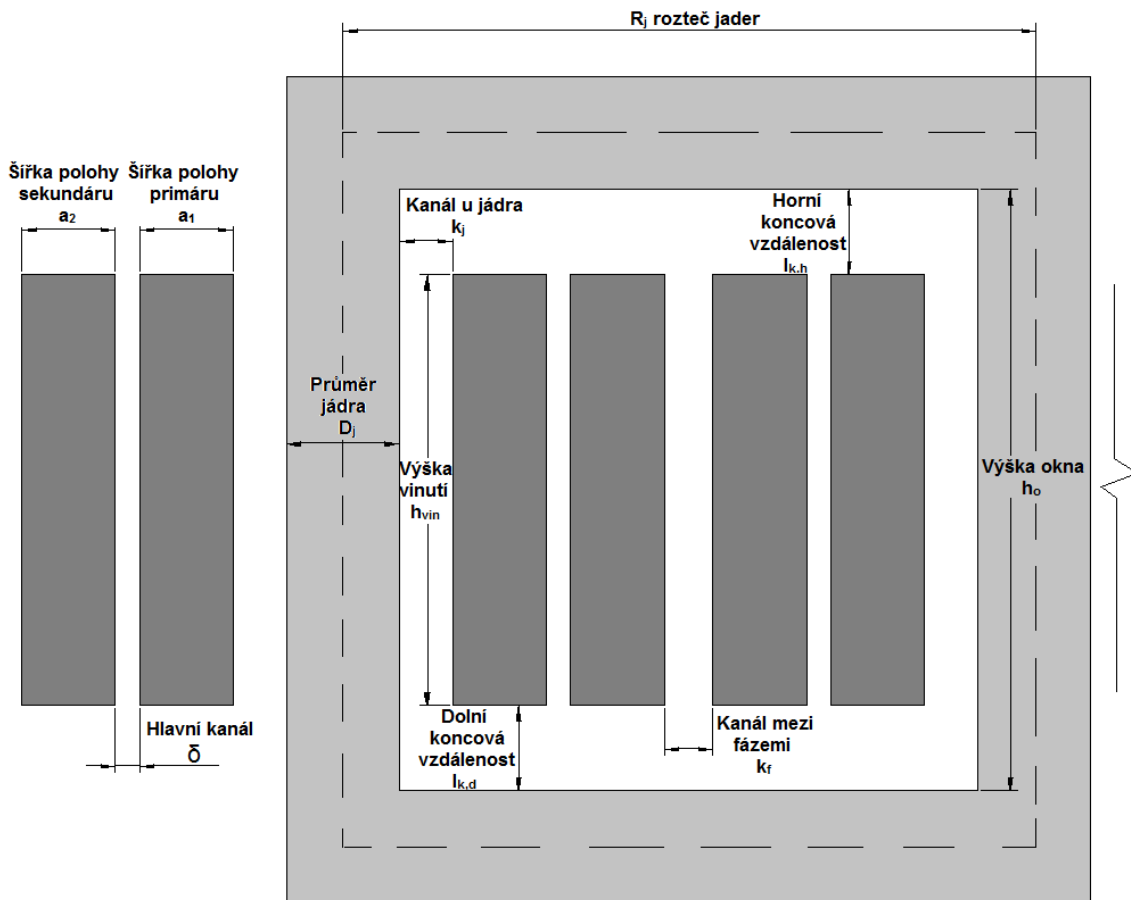 Rj rozteč jader
Šířka polohy
sekundáru
a2
Šířka polohy
primáru
a1
Kanál u jádra
kj
Horní
koncová
vzdálenost
lk.h
Průměr
jádra
Dj
Výška
vinutí
hvin
Výška okna
ho
Hlavní kanál
δ
Dolní
koncová
vzdálenost
lk,d
Kanál mezi
fázemi
kf